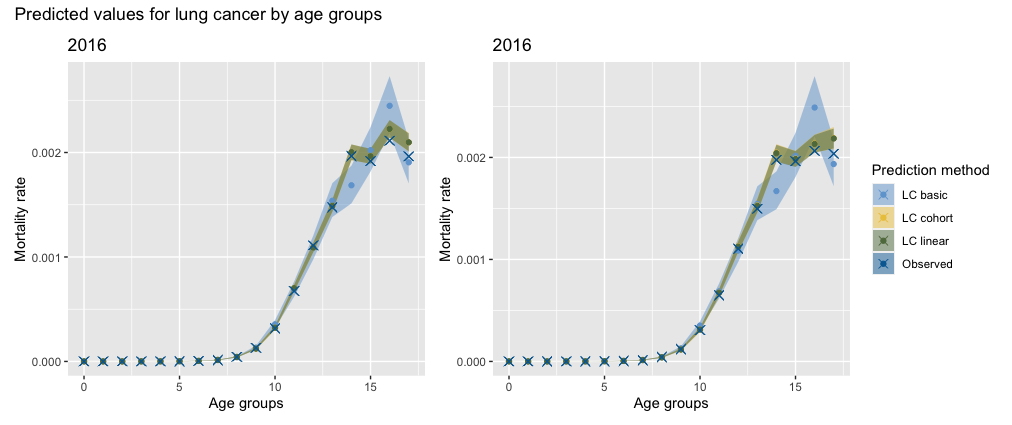 Predicted values for lung cancer by age groups
2016
Mortality rate
0.002
0.001
0.000
0 5 10 15
Age groups
2016
Mortality rate
0.002
0.001
0.000
0 5 10 15
Age groups
Prediction method
LC basic
LC cohort
LC linear
Observed